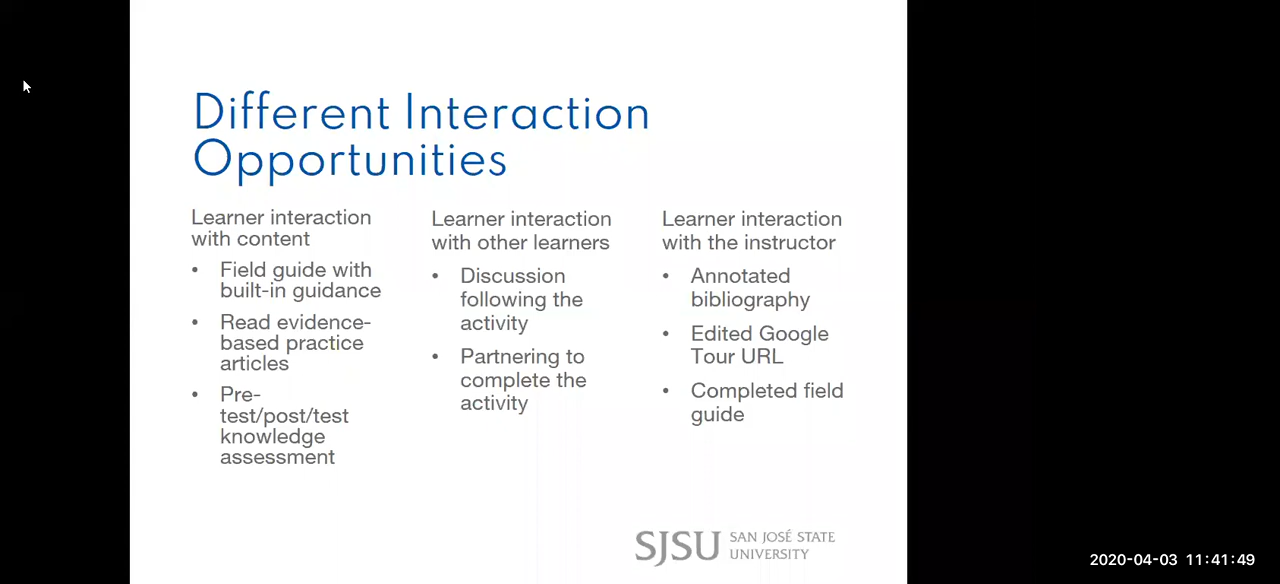 Different Interaction
Opportunities
Learner interaction
with content
• Field guide with
built-in guidance
• Read evidence-
based practice
articles
• Pre-
test/post/test
knowledge
assessment
Learner interaction
with other learners
• Discussion
following the
activity
• Partnering to
complete the
activity
Learner interaction
with the instructor
• Annotated
bibliography
• Edited Google
Tour URL
• Completed field
guide
SJSU SAN JOSÉ STATE
UNIVERSITY
2020-04-03 11:41:49